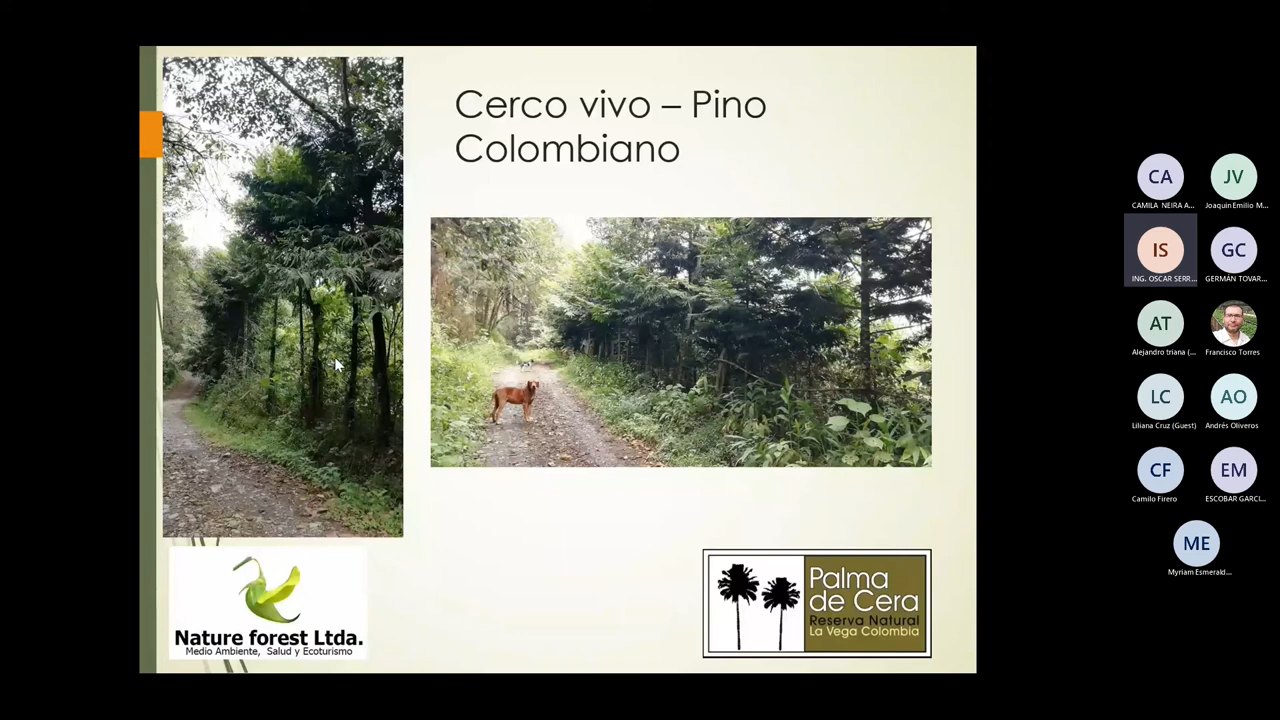 Cerco vivo – Pino
Colombiano
Nature forest Ltda.
Medio Ambiente, Salud y Ecoturismo
Palma
de Cera
Reserva Natural
La Vega Colombia
CA
CAMILA NEIRA A...
JV
Joaquin Emilio M...
IS
ING. OSCAR SERR...
GC
GERMÁN TOVAR...
AT
Alejandro triana (...
Francisco Torres
LC
Liliana Cruz (Guest)
AO
Andrés Oliveros
CF
Camilo Firero
EM
ESCOBAR GARCI...
ME
Myriam Esmerald...